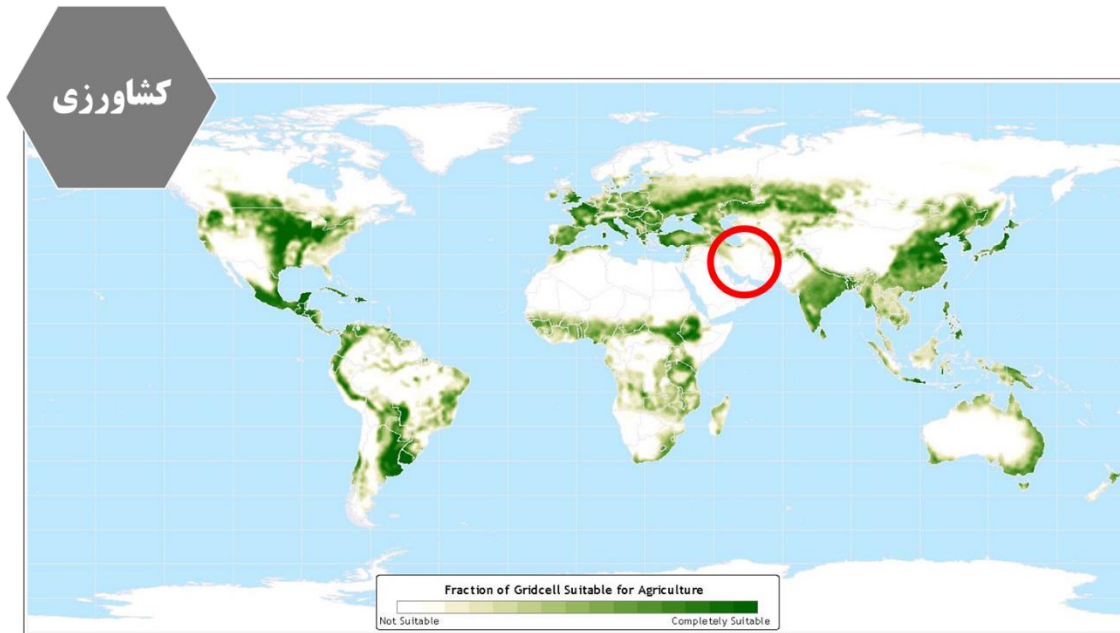 کشاورزی
Fraction of Gridcell Suitable for Agriculture
Not Suitable
Completely Suitable